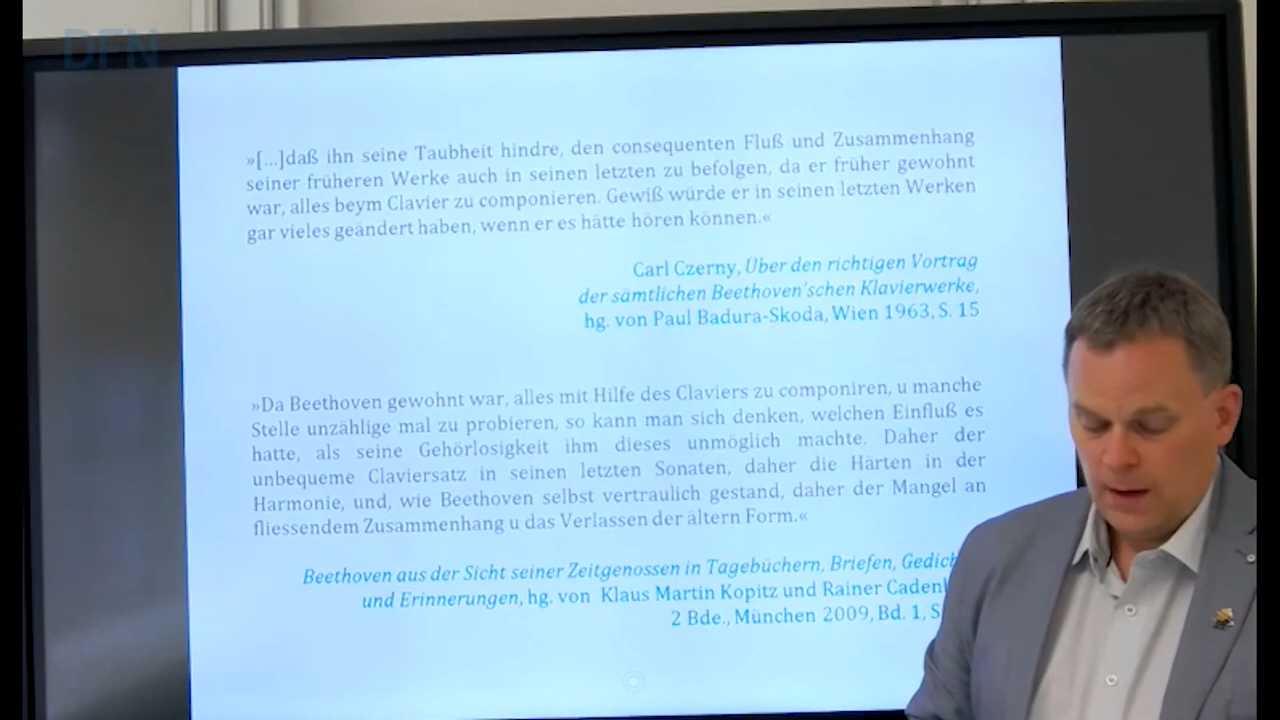 DFN
»[...]daß ihn seine Taubheit hindre, den consequenten Fluß und Zusammenhang
seiner früheren Werke auch in seinen letzten zu befolgen, da er früher gewohnt
war, alles beym Clavier zu componieren. Gewiß würde er in seinen letzten Werken
gar vieles geändert haben, wenn er es hätte hören können.«
Carl Czerny, Über den richtigen Vortrag
der sämtlichen Beethoven'schen Klavierwerke,
hg. von Paul Badura-Skoda, Wien 1963, S. 15
»Da Beethoven gewohnt war, alles mit Hilfe des Claviers zu componiren, u manche
Stelle unzählige mal zu probieren, so kann man sich denken, welchen Einfluß es
hatte, als seine Gehörlosigkeit ihm dieses unmöglich machte. Daher der
unbequeme Claviersatz in seinen letzten Sonaten, daher die Härten in der
Harmonie, und, wie Beethoven selbst vertraulich gestand, daher der Mangel an
fliessendem Zusammenhang u das Verlassen der ältern Form.«
Beethoven aus der Sicht seiner Zeitgenossen in Tagebüchern, Briefen,
und Erinnerungen, hg. von Klaus Martin Kopitz und Rainer
2 Bde., München 2009, Bd. 1,